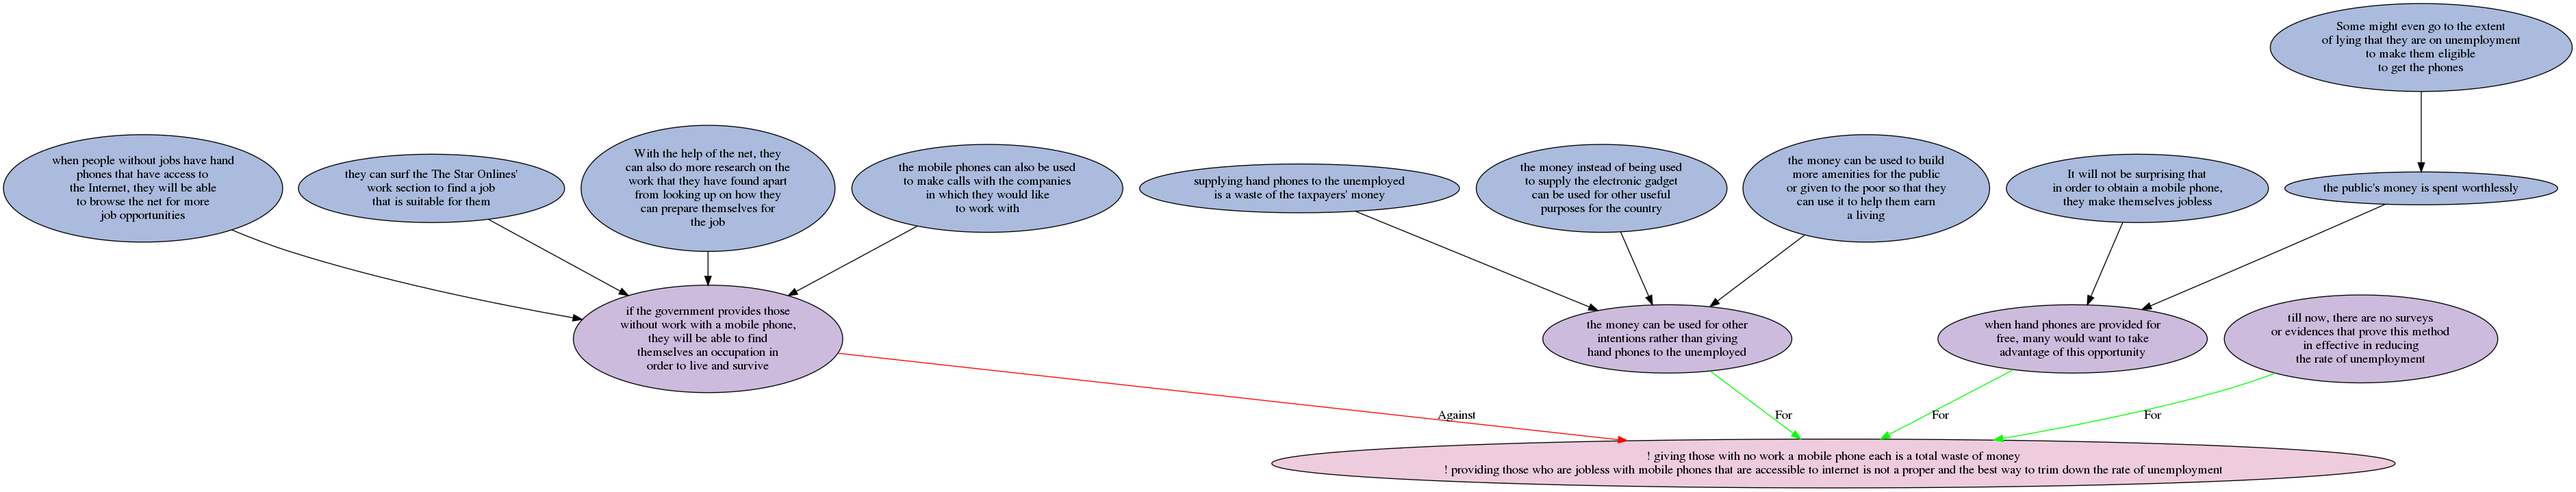 Some might even go to the extent
of lying that they are on unemployment
to make them eligible
to get the phones
when people without jobs have hand
phones that have access to
the Internet, they will be able
to browse the net for more
job opportunities
they can surf the The Star Onlines'
work section to find a job
that is suitable for them
With the help of the net, they
can also do more research on the
work that they have found apart
from looking up on how they
can prepare themselves for
the job
the mobile phones can also be used
to make calls with the companies
in which they would like
to work with
supplying hand phones to the unemployed
is a waste of the taxpayers' money
the money instead of being used
to supply the electronic gadget
can be used for other useful
purposes for the country
the money can be used to build
more amenities for the public
or given to the poor so that they
can use it to help them earn
a living
It will not be surprising that
in order to obtain a mobile phone,
they make themselves jobless
the public's money is spent worthlessly
if the government provides those
without work with a mobile phone,
they will be able to find
themselves an occupation in
order to live and survive
the money can be used for other
intentions rather than giving
hand phones to the unemployed
when hand phones are provided for
free, many would want to take
advantage of this opportunity
till now, there are no surveys
or evidences that prove this method
in effective in reducing
the rate of unemployment
Against
For
For
For
! giving those with no work a mobile phone each is a total waste of money
! providing those who are jobless with mobile phones that are accessible to internet is not a proper and the best way to trim down the rate of unemployment